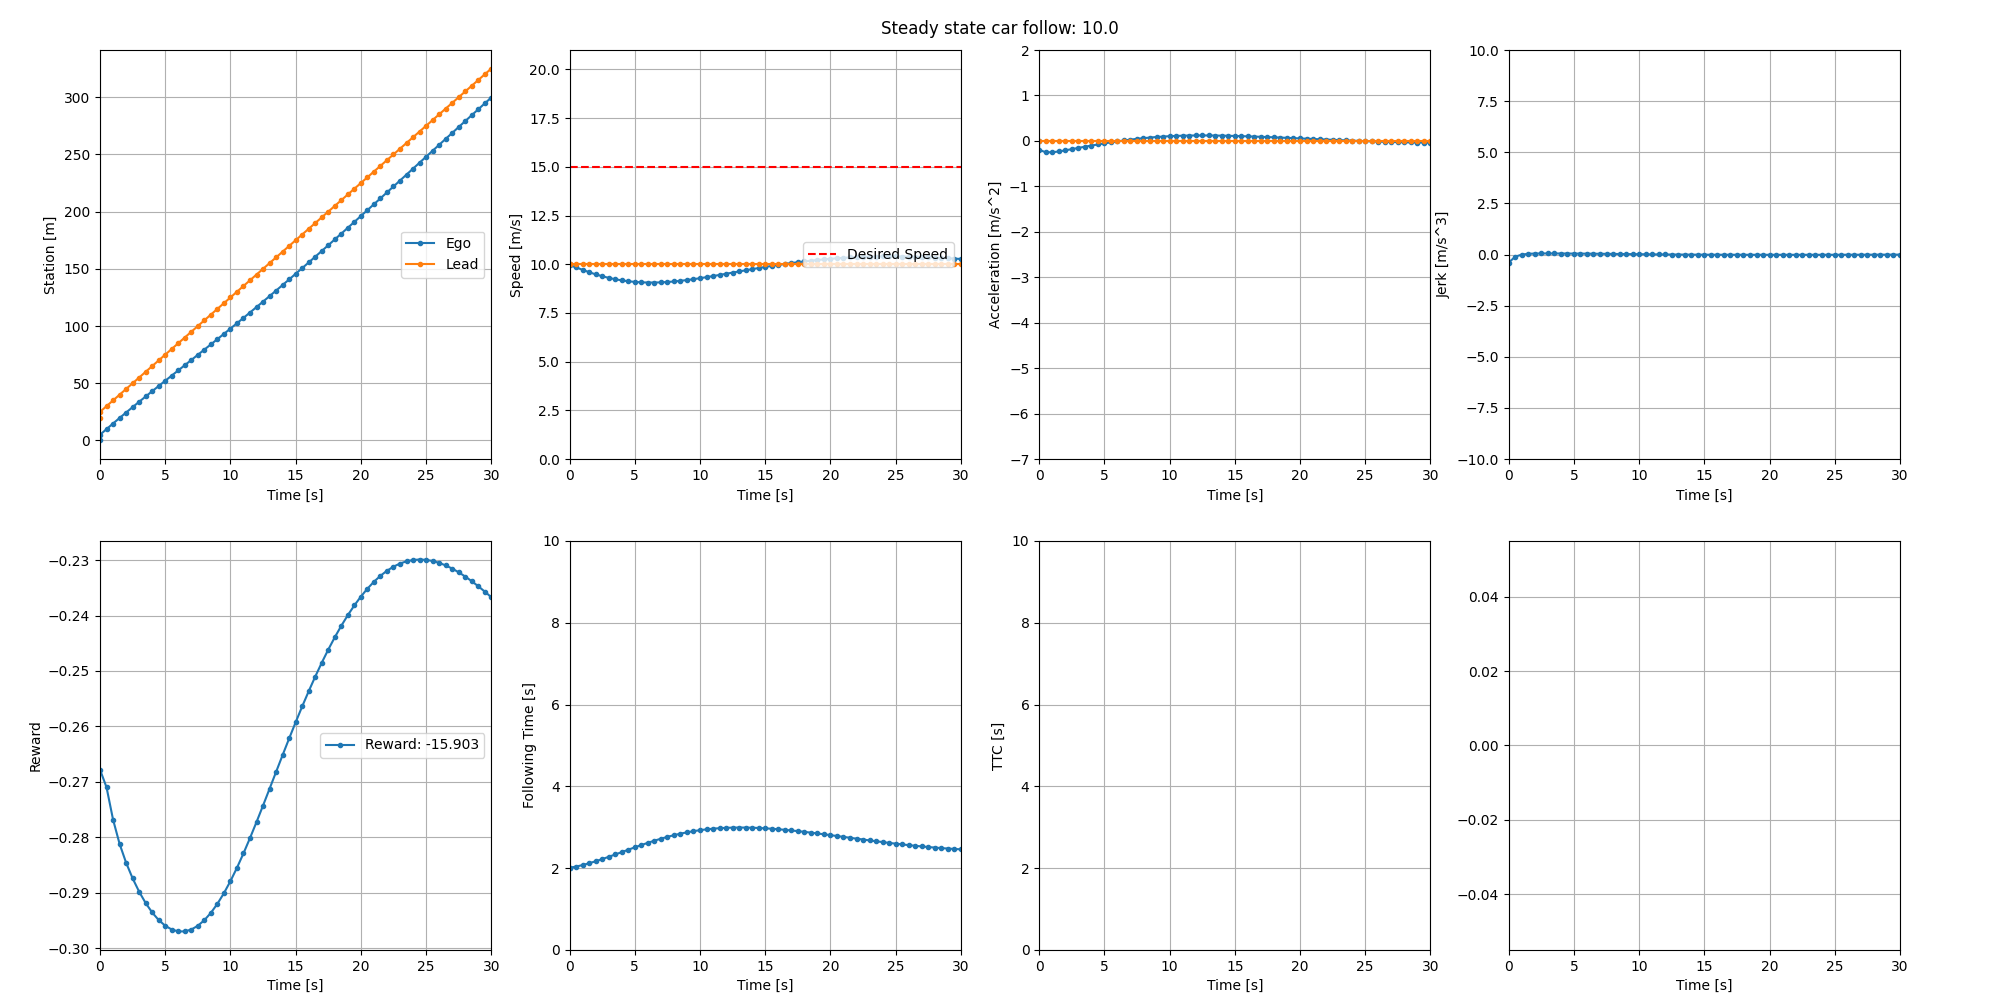 Steady state car follow: 10.0
Station [m]
300
250
200
150
100
50
0
Ego
Lead
0 5 10 15 20 25 30
Time [s]
Speed [m/s]
20.0
17.5
15.0
12.5
10.0
7.5
5.0
2.5
0.0
Desired Speed
0 5 10 15 20 25 30
Time [s]
Acceleration [m/s^2]
2
1
0
−1
−2
−3
−4
−5
−6
−7
0 5 10 15 20 25 30
Time [s]
Jerk [m/s^3]
10.0
7.5
5.0
2.5
0.0
−2.5
−5.0
−7.5
−10.0
0 5 10 15 20 25 30
Time [s]
Reward
−0.23
−0.24
−0.25
−0.26
−0.27
−0.28
−0.29
−0.30
Reward: -15.903
0 5 10 15 20 25 30
Time [s]
Following Time [s]
10
8
6
4
2
0
0 5 10 15 20 25 30
Time [s]
TTC [s]
10
8
6
4
2
0
0 5 10 15 20 25 30
Time [s]
0.04
0.02
0.00
−0.02
−0.04
0 5 10 15 20 25 30
Time [s]